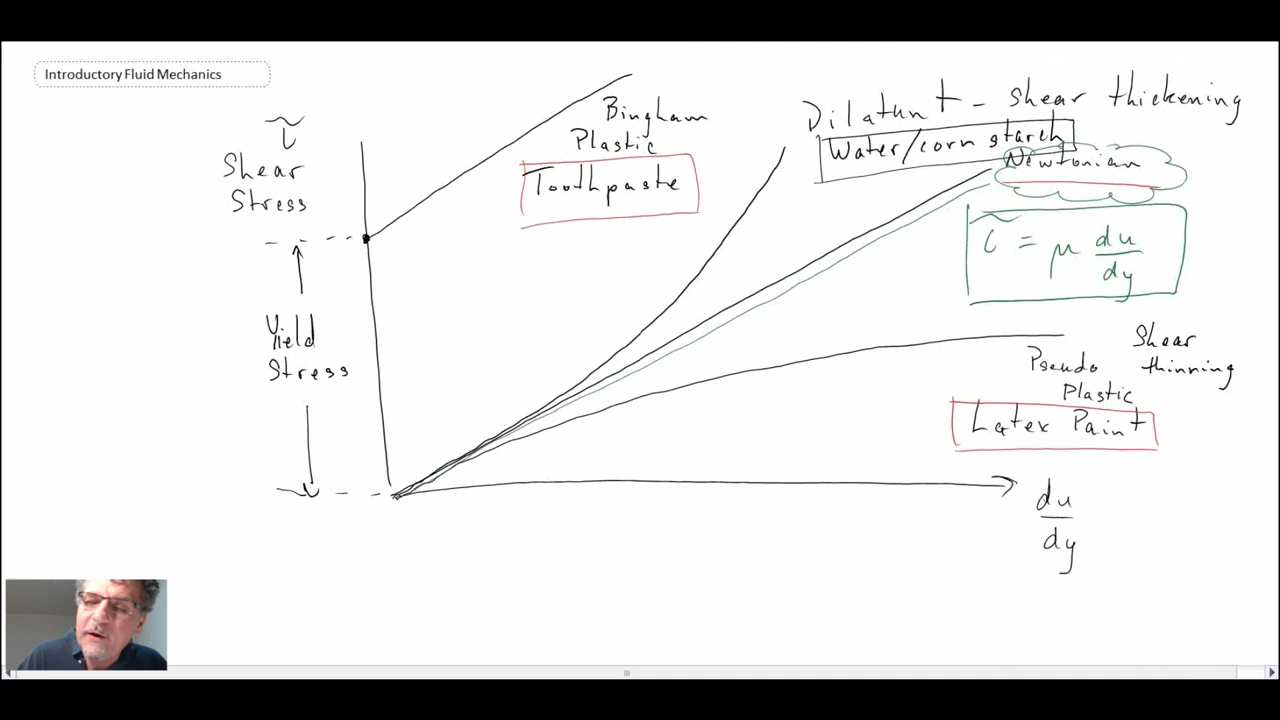 Introductory Fluid Mechanics
τ
Shear
Stress
Yield
Stress
Bingham
Plastic
Toothpaste
Dilatant - shear thickening
Water/corn starch
Newtonian
τ = μ du/dy
Shear
thinning
Pseudo
Plastic
Latex Paint
du/dy